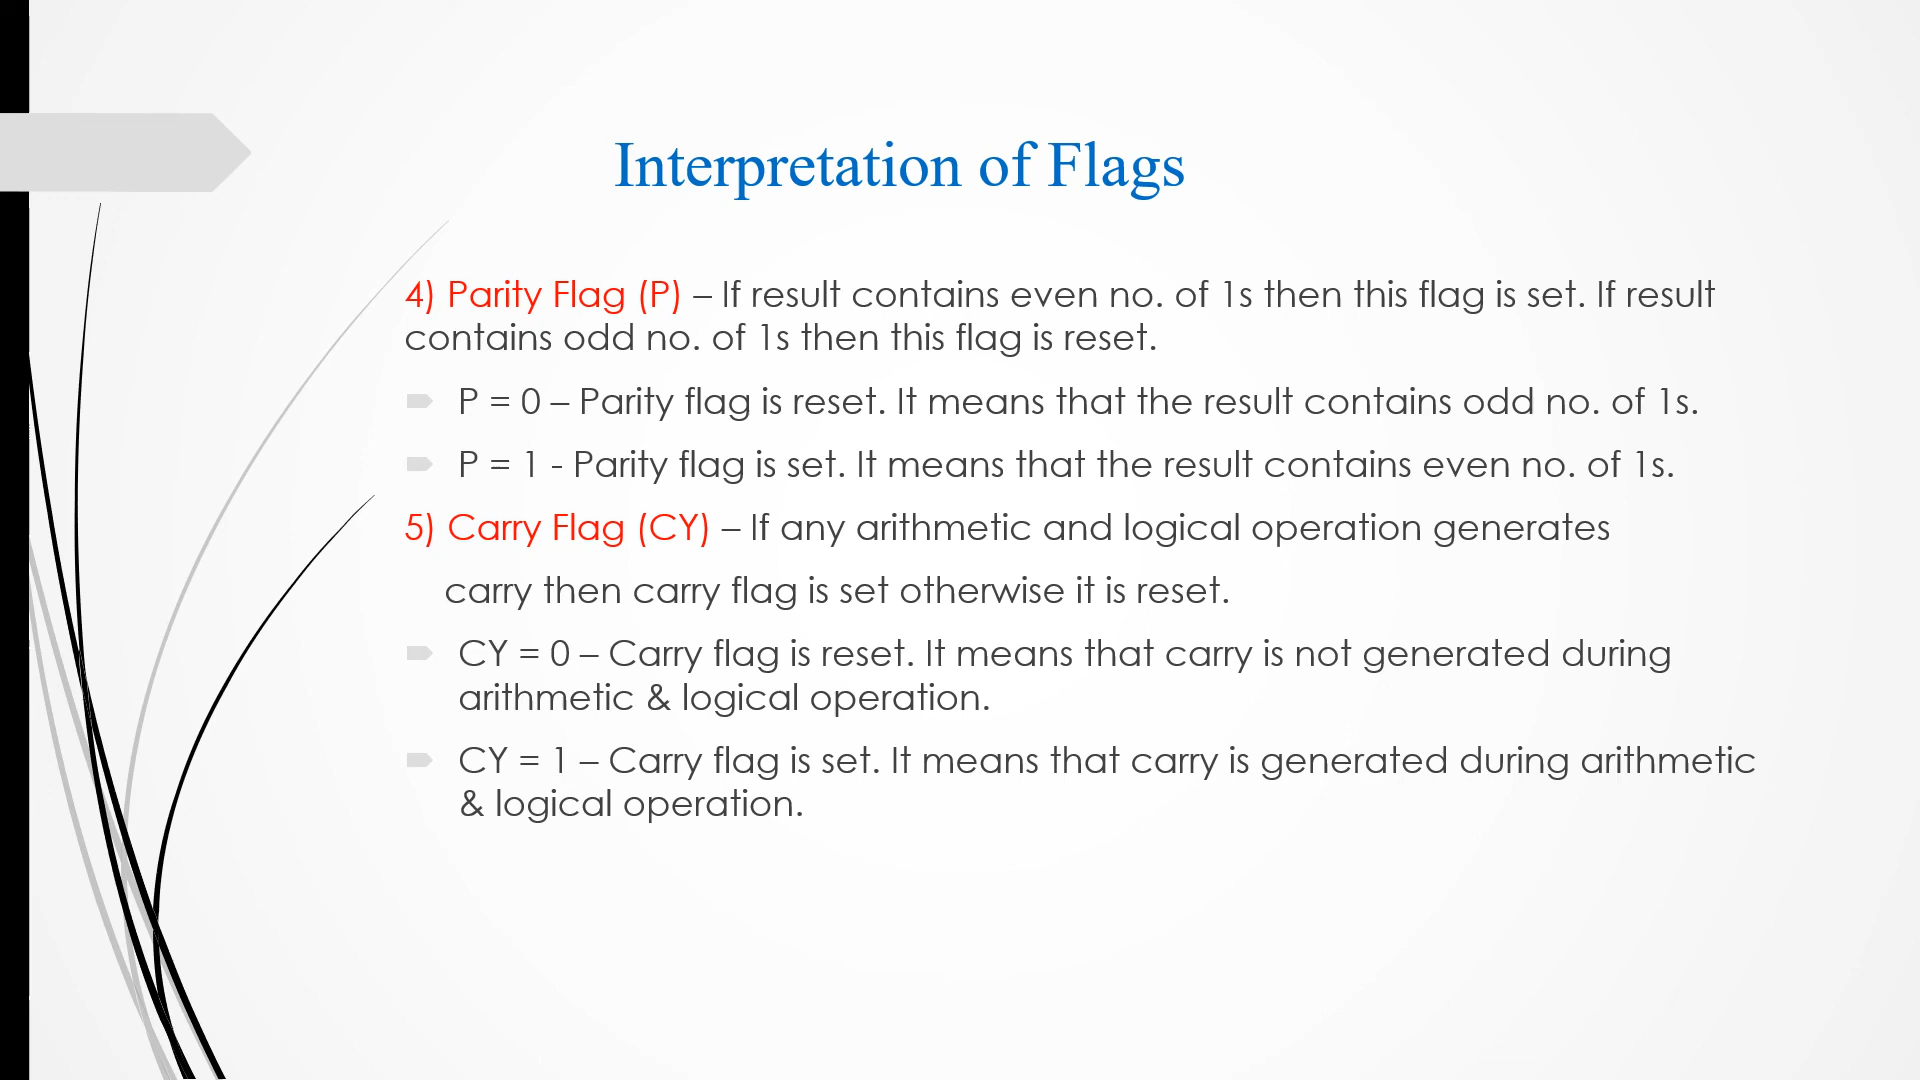 Interpretation of Flags
4) Parity Flag (P) – If result contains even no. of 1s then this flag is set. If result
contains odd no. of 1s then this flag is reset.
P = 0 – Parity flag is reset. It means that the result contains odd no. of 1s.
P = 1 - Parity flag is set. It means that the result contains even no. of 1s.
5) Carry Flag (CY) – If any arithmetic and logical operation generates
carry then carry flag is set otherwise it is reset.
CY = 0 – Carry flag is reset. It means that carry is not generated during
arithmetic & logical operation.
CY = 1 – Carry flag is set. It means that carry is generated during arithmetic
& logical operation.